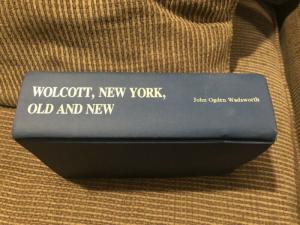 WOLCOTT, NEW YORK,
OLD AND NEW
John Ogden Wadsworth